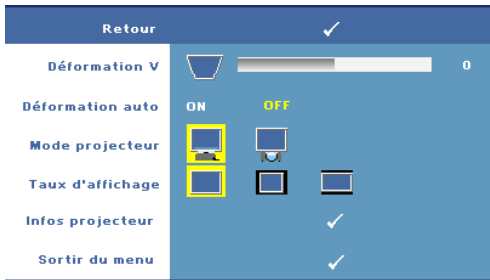 Retour
Déformation V 0
Déformation auto ON OFF
Mode projecteur
Taux d'affichage
Infos projecteur
Sortir du menu